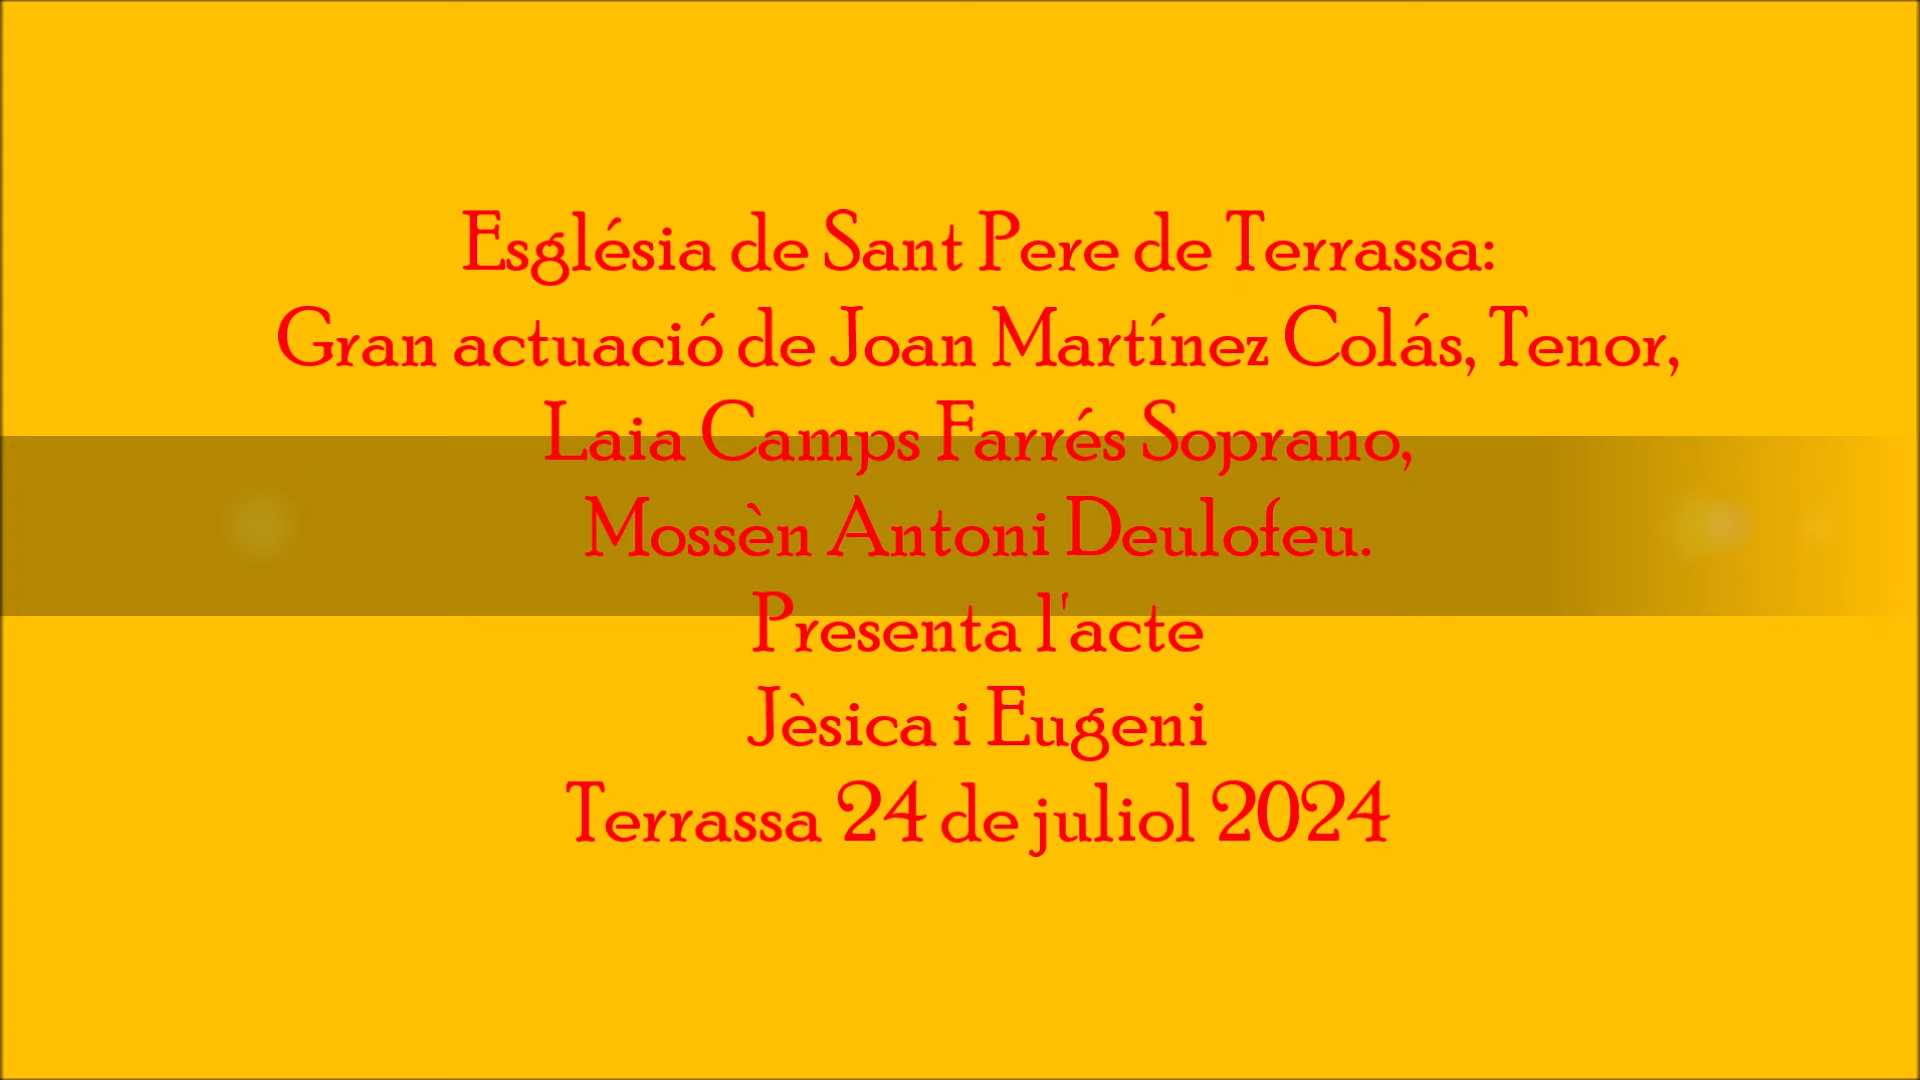 Església de Sant Pere de Terrassa:
Gran actuació de Joan Martínez Colás, Tenor,
Laia Camps Farrés Soprano,
Mossèn Antoni Deulofeu.
Presenta l'acte
Jèsica i Eugeni
Terrassa 24 de juliol 2024